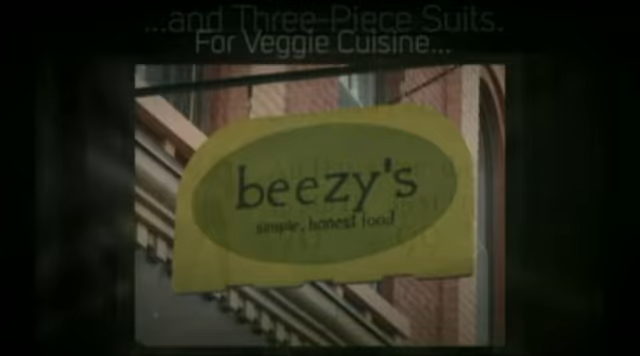 ...and Three-Piece Suits.
For Veggie Cuisine...
beezy's
simple, honest food